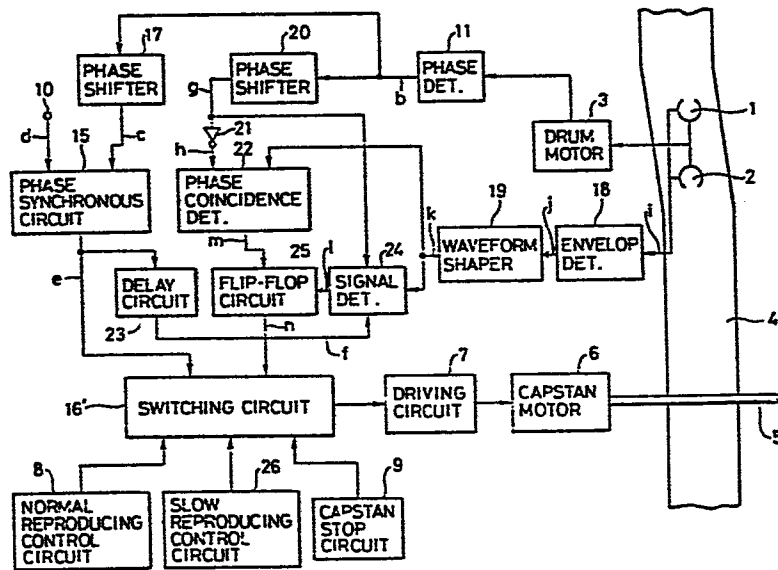 17
20
11
PHASE
SHIFTER
PHASE
SHIFTER
PHASE
DET.
g
b
3
1
10
21
DRUM
MOTOR
d
c
h
15
22
2
PHASE
SYNCHRONOUS
CIRCUIT
PHASE
COINCIDENCE
DET.
19
18
k
j
i
WAVEFORM
SHAPER
ENVELOP
DET.
m
25
l
24
e
DELAY
CIRCUIT
FLIP-FLOP
CIRCUIT
SIGNAL
DET.
4
23
n
f
7
6
16'
SWITCHING CIRCUIT
DRIVING
CIRCUIT
CAPSTAN
MOTOR
5
8
26
9
NORMAL
REPRODUCING
CONTROL
CIRCUIT
SLOW
REPRODUCING
CONTROL
CIRCUIT
CAPSTAN
STOP
CIRCUIT